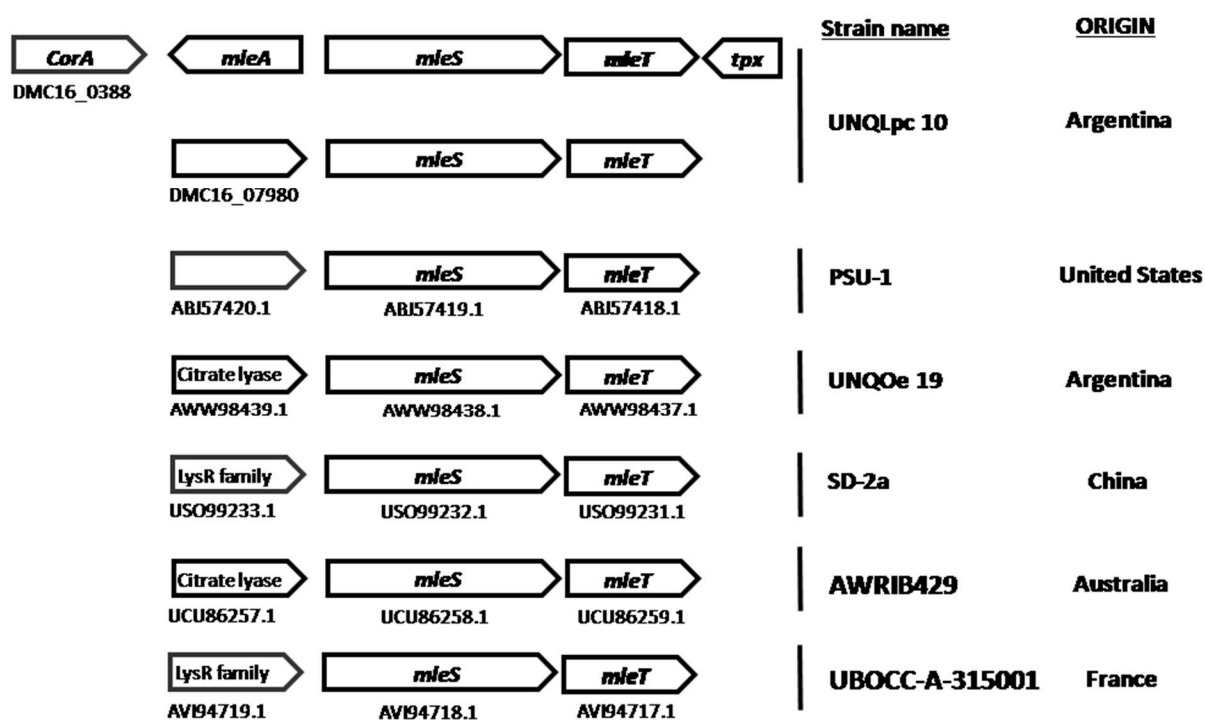 Strain name ORIGIN
CorA mleA mleS mleT tpx
DMC16_0388
UNQLpc 10 Argentina
mleS mleT
DMC16_07980
mleS mleT PSU-1 United States
ABJ57420.1 ABJ57419.1 ABJ57418.1
Citrate lyase mleS mleT UNQOe 19 Argentina
AWW98439.1 AWW98438.1 AWW98437.1
LysR family mleS mleT SD-2a China
USO99233.1 USO99232.1 USO99231.1
Citrate lyase mleS mleT AWRIB429 Australia
UCU86257.1 UCU86258.1 UCU86259.1
LysR family mleS mleT UBOCC-A-315001 France
AVI94719.1 AVI94718.1 AVI94717.1